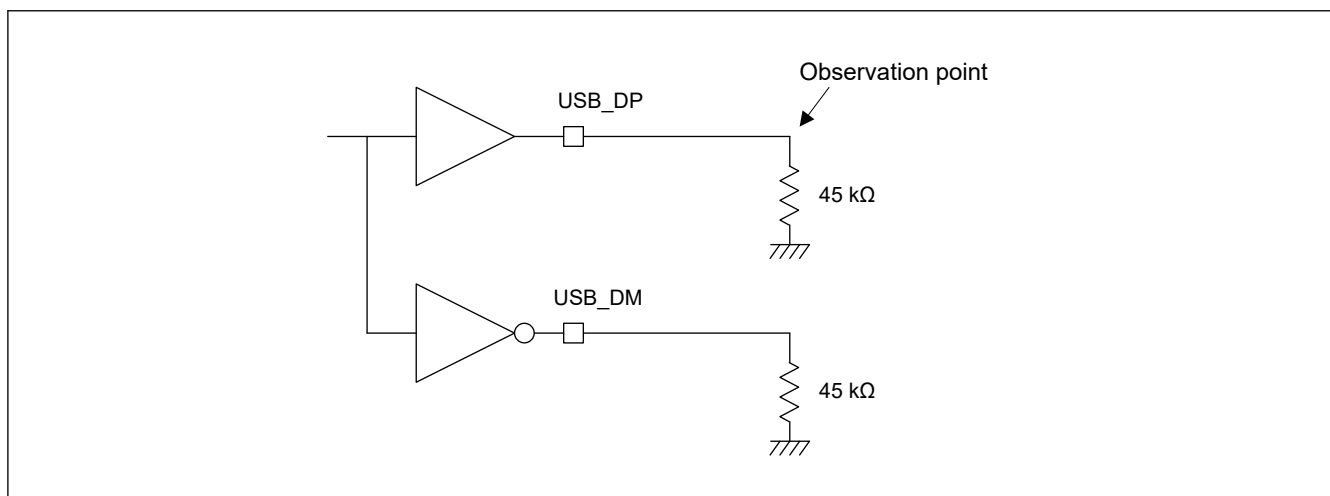 Observation point
USB_DP
45 kΩ
USB_DM
45 kΩ